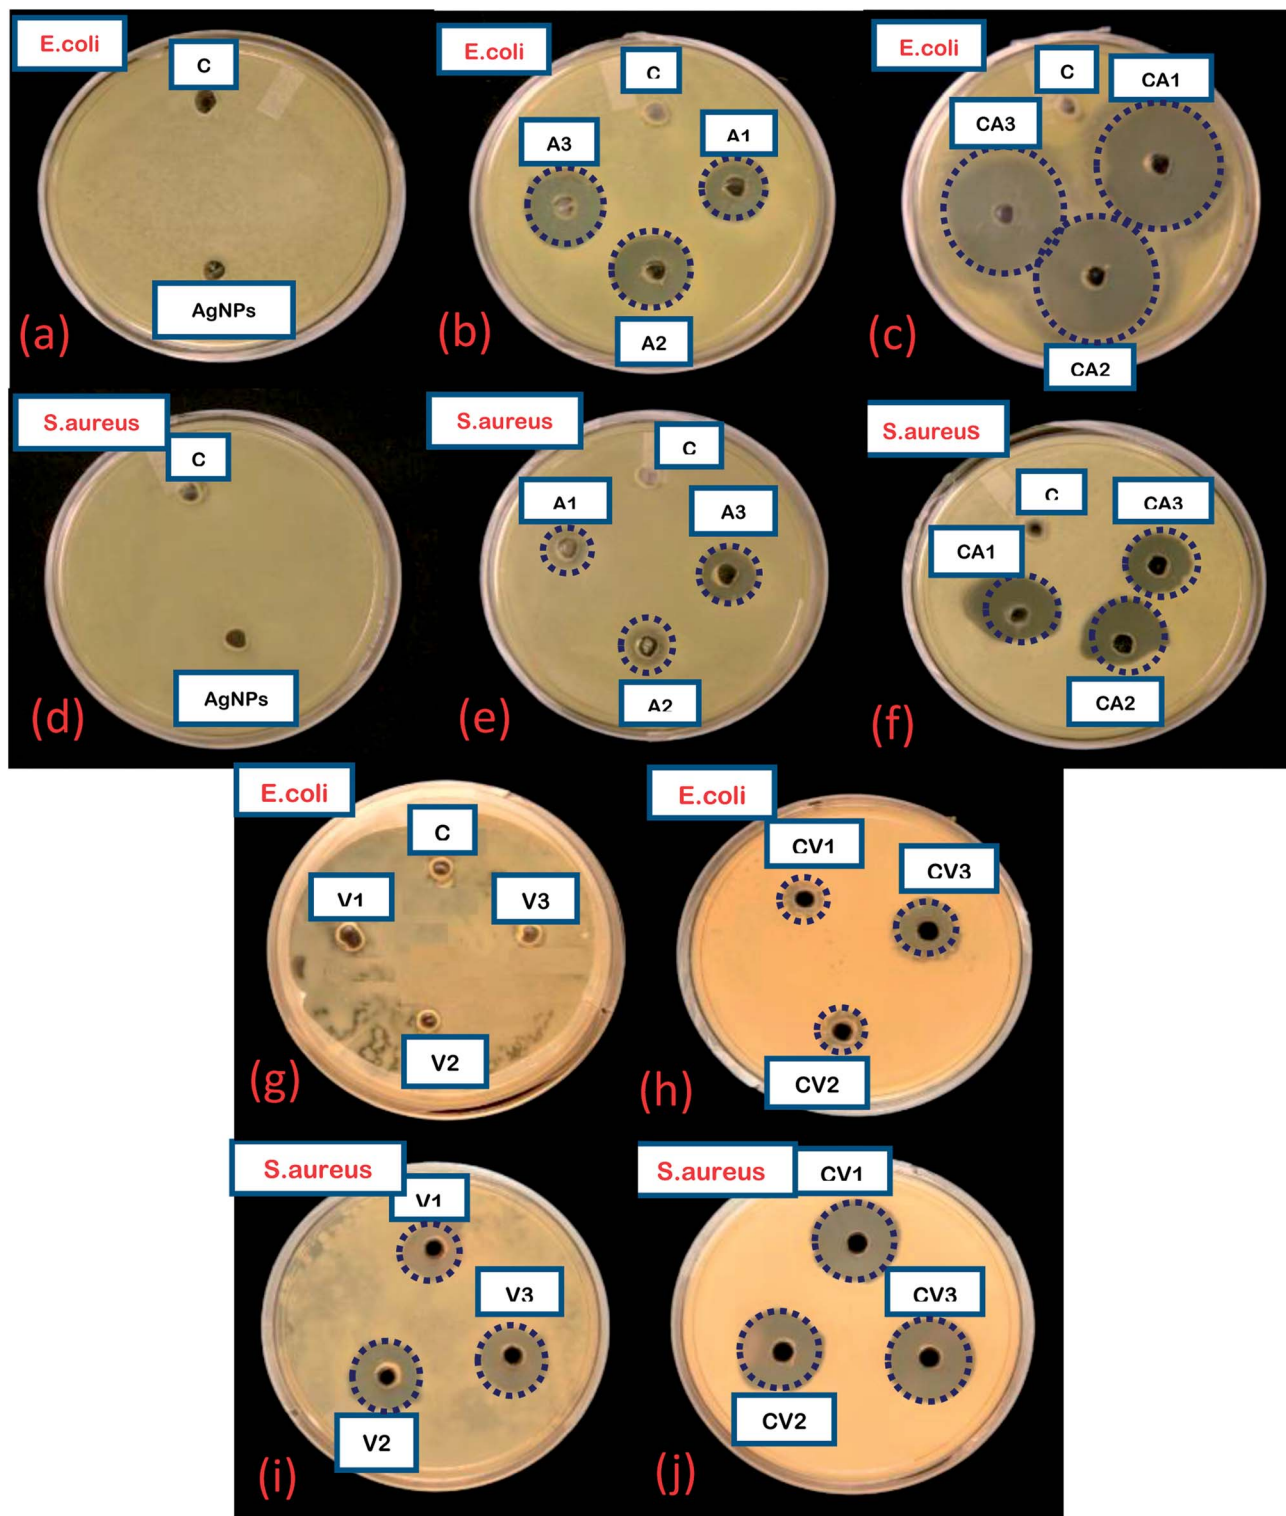 E.coli
C
AgNPs
(a)
E.coli
C
A3
A1
A2
(b)
E.coli
C
CA1
CA3
CA2
(c)
S.aureus
C
AgNPs
(d)
S.aureus
C
A1
A3
A2
(e)
S.aureus
C
CA3
CA1
CA2
(f)
E.coli
C
V1
V3
V2
(g)
E.coli
CV1
CV3
CV2
(h)
S.aureus
V1
V3
V2
(i)
S.aureus
CV1
CV3
CV2
(j)